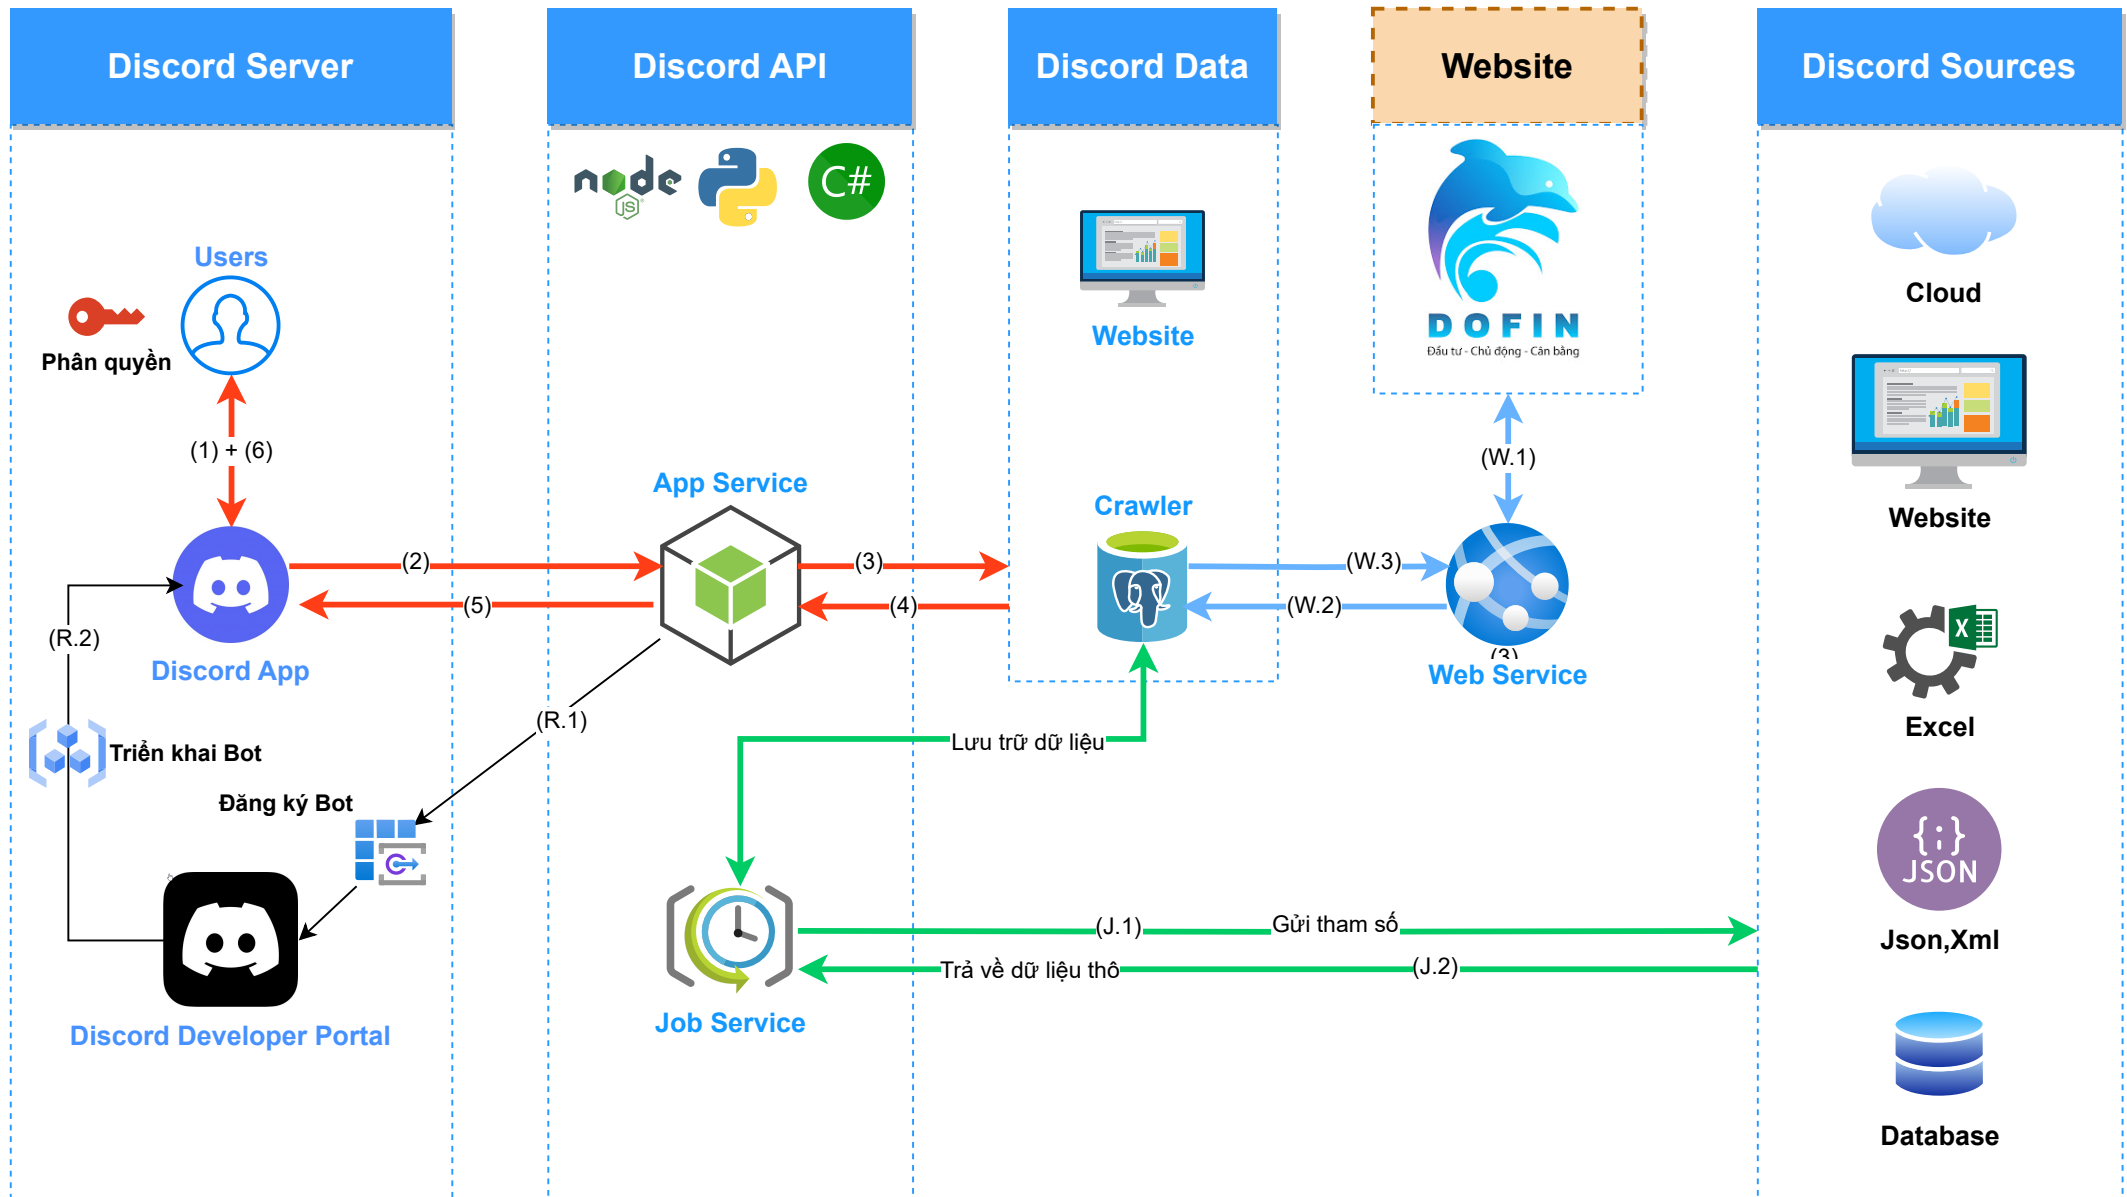 Discord Server
Discord API
Discord Data
Website
Discord Sources
Users
Phân quyền
(1) + (6)
Discord App
(R.2)
Triển khai Bot
Đăng ký Bot
Discord Developer Portal
node
JS
C#
App Service
(2)
(5)
(3)
(4)
(R.1)
Job Service
Website
Crawler
Lưu trữ dữ liệu
(J.1)
Gửi tham số
Trả về dữ liệu thô
(J.2)
DOFIN
Đầu tư - Chủ động - Cân bằng
(W.1)
(W.3)
(W.2)
(3)
Web Service
Cloud
Website
X
Excel
{;}
JSON
Json,Xml
Database